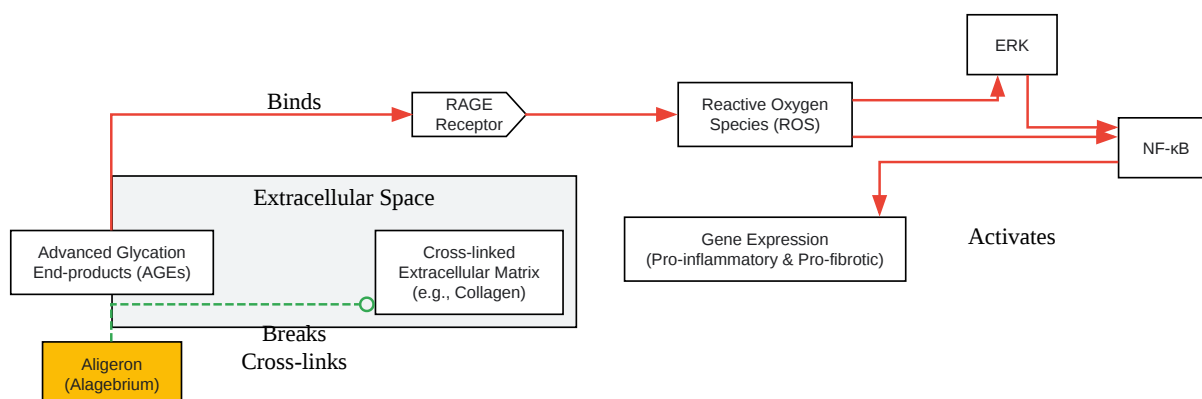 ERK
Binds
RAGE
Receptor
Reactive Oxygen
Species (ROS)
NF-κB
Extracellular Space
Advanced Glycation
End-products (AGEs)
Cross-linked
Extracellular Matrix
(e.g., Collagen)
Gene Expression
(Pro-inflammatory & Pro-fibrotic)
Activates
Breaks
Cross-links
Aligeron
(Alagebrium)